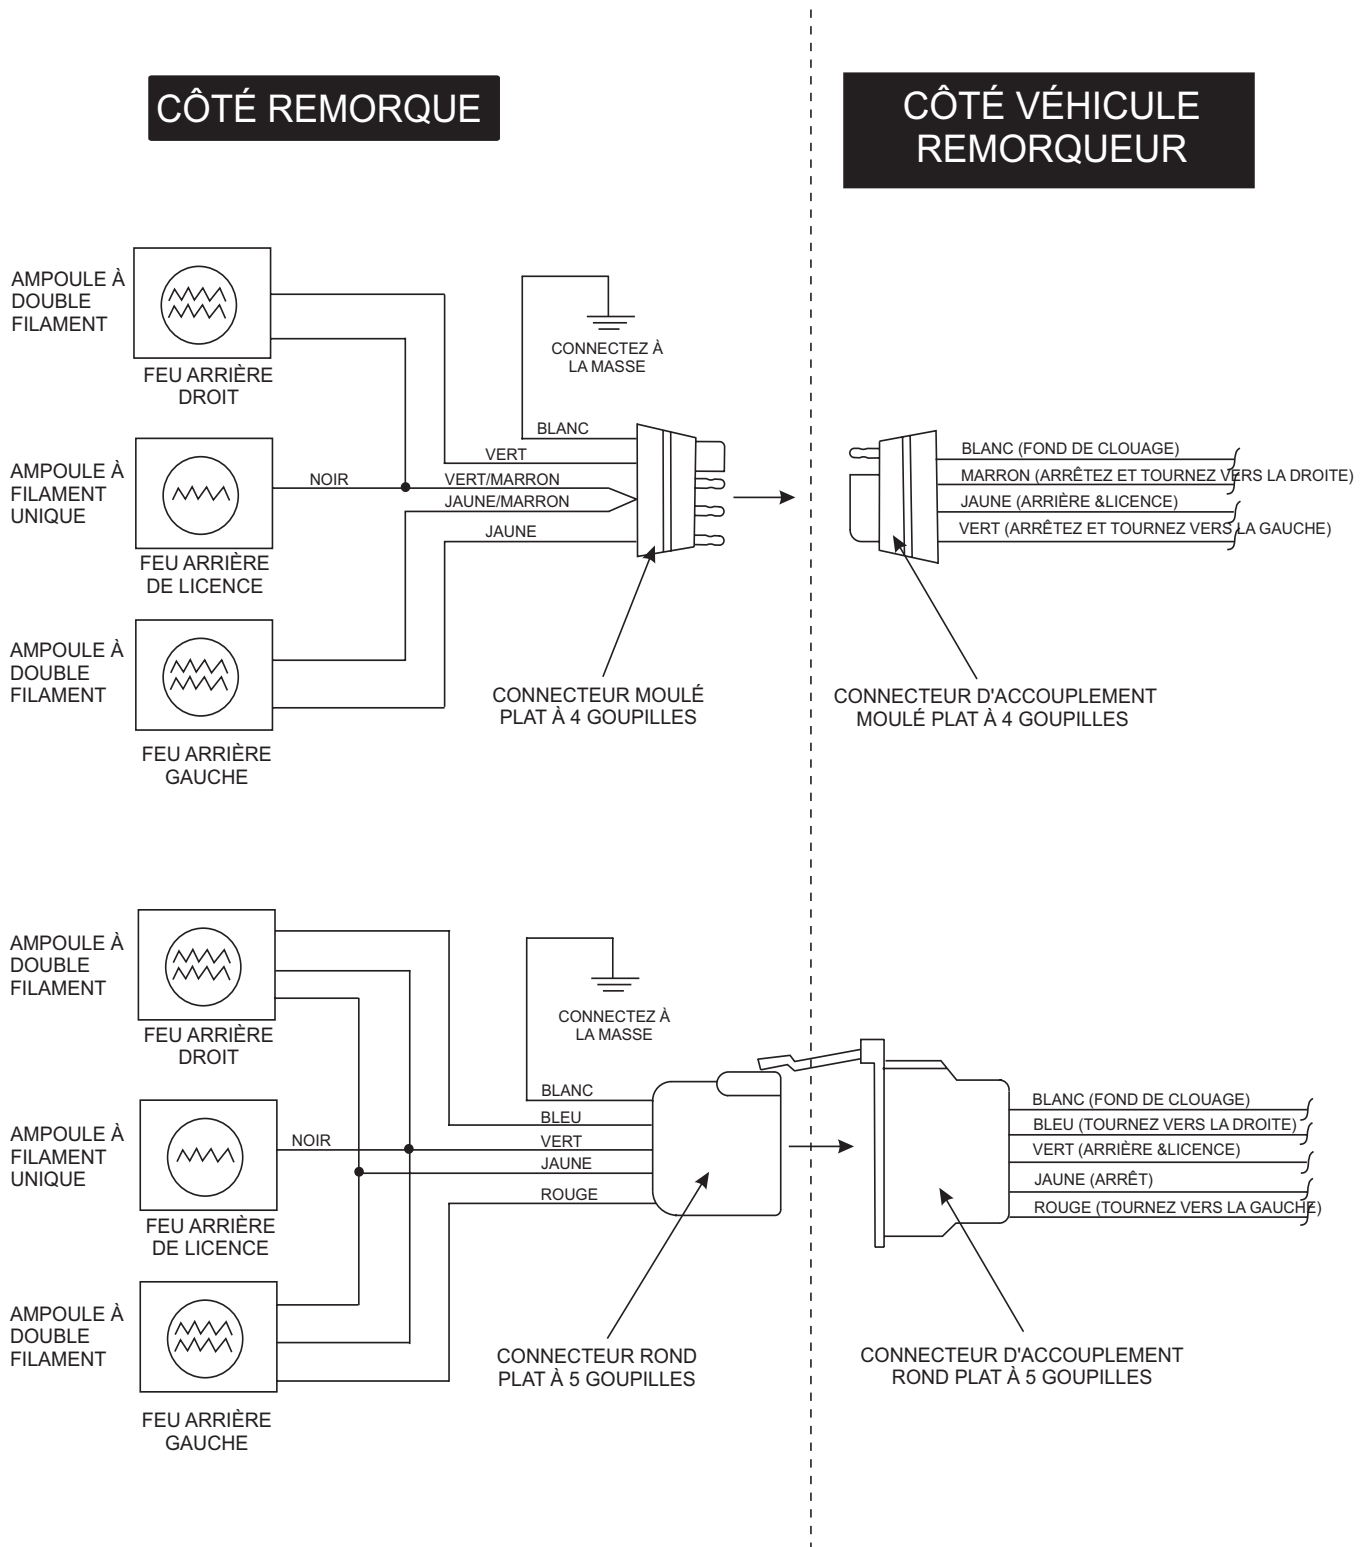 CÔTÉ REMORQUE
CÔTÉ VÉHICULE
REMORQUEUR
AMPOULE À
DOUBLE
FILAMENT
FEU ARRIÈRE
DROIT
CONNECTEZ À
LA MASSE
BLANC
VERT
NOIR
VERT/MARRON
JAUNE/MARRON
JAUNE
AMPOULE À
FILAMENT
UNIQUE
FEU ARRIÈRE
DE LICENCE
AMPOULE À
DOUBLE
FILAMENT
FEU ARRIÈRE
GAUCHE
CONNECTEUR MOULÉ
PLAT À 4 GOUPILLES
BLANC (FOND DE CLOUAGE)
MARRON (ARRÊTEZ ET TOURNEZ VERS LA DROITE)
JAUNE (ARRIÈRE &LICENCE)
VERT (ARRÊTEZ ET TOURNEZ VERS LA GAUCHE)
CONNECTEUR D'ACCOUPLEMENT
MOULÉ PLAT À 4 GOUPILLES
AMPOULE À
DOUBLE
FILAMENT
FEU ARRIÈRE
DROIT
CONNECTEZ À
LA MASSE
BLANC
BLEU
NOIR
VERT
JAUNE
ROUGE
AMPOULE À
FILAMENT
UNIQUE
FEU ARRIÈRE
DE LICENCE
AMPOULE À
DOUBLE
FILAMENT
FEU ARRIÈRE
GAUCHE
CONNECTEUR ROND
PLAT À 5 GOUPILLES
BLANC (FOND DE CLOUAGE)
BLEU (TOURNEZ VERS LA DROITE)
VERT (ARRIÈRE &LICENCE)
JAUNE (ARRÊT)
ROUGE (TOURNEZ VERS LA GAUCHE)
CONNECTEUR D'ACCOUPLEMENT
ROND PLAT À 5 GOUPILLES